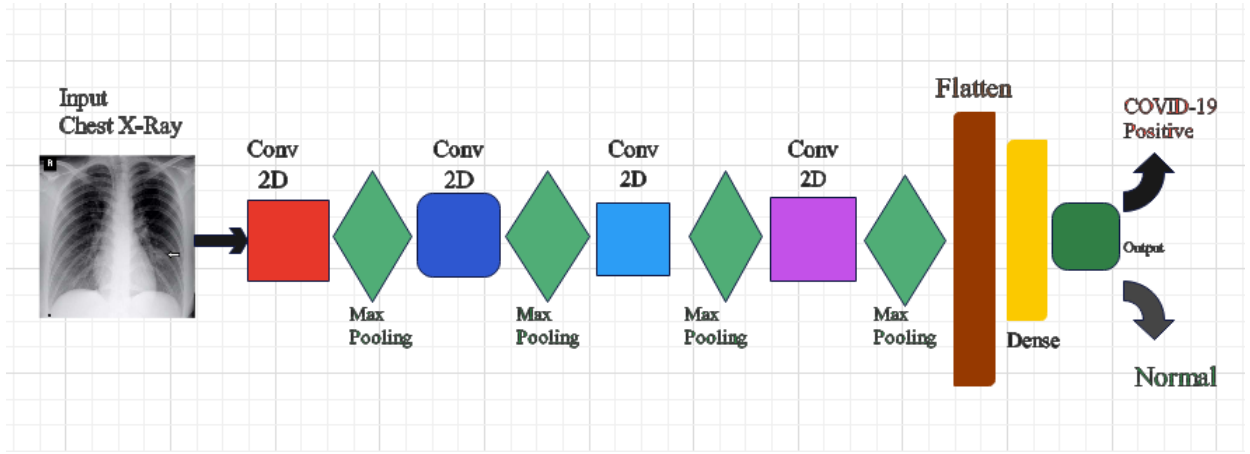 Input
Chest X-Ray
R
Conv
2D
Max
Pooling
Conv
2D
Max
Pooling
Conv
2D
Max
Pooling
Conv
2D
Max
Pooling
Flatten
Dense
COVID-19
Positive
Output
Normal